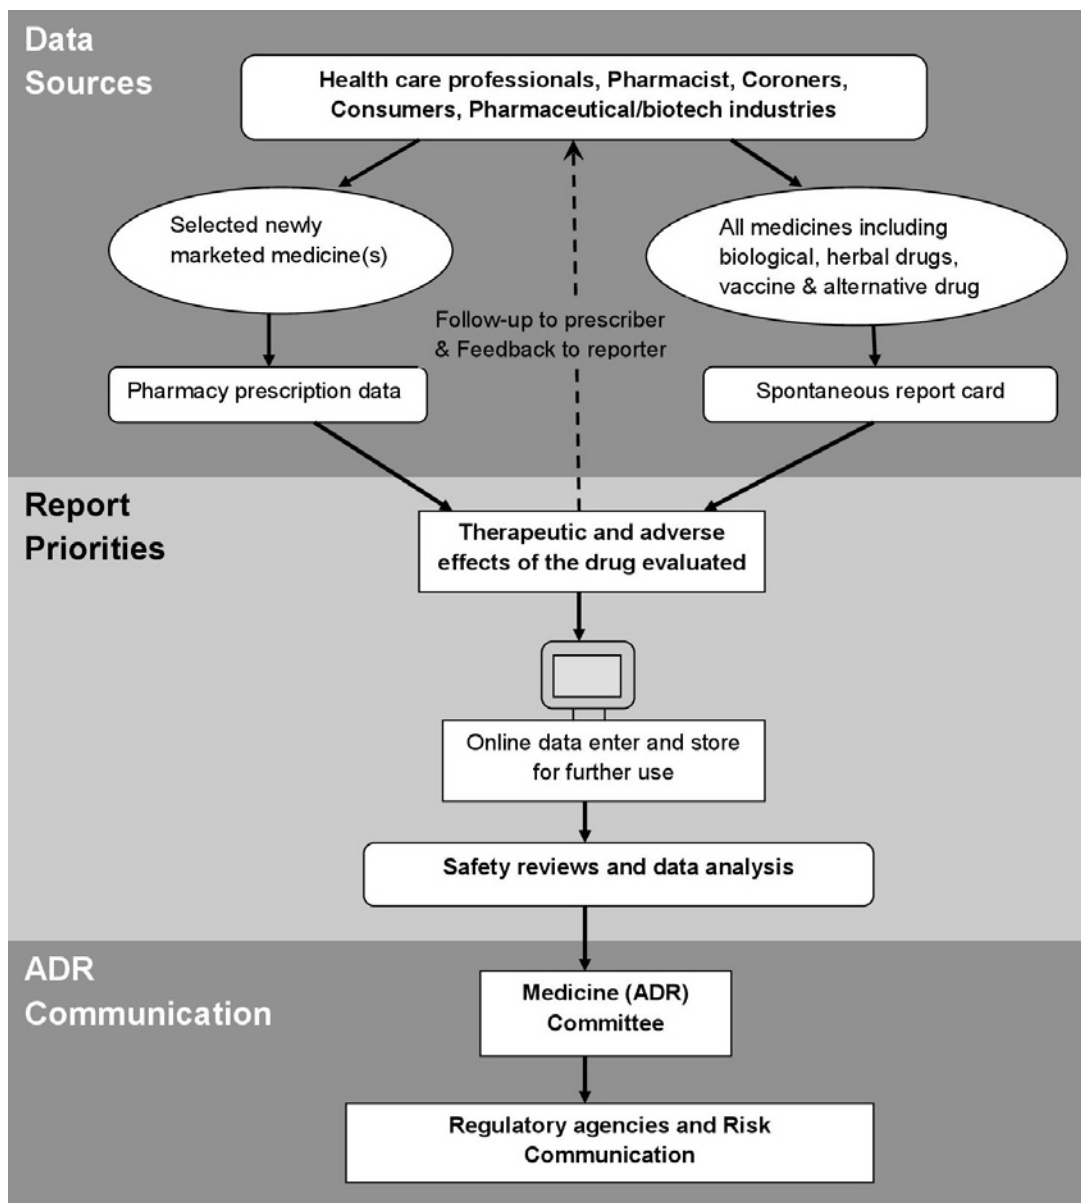 Data
Sources
Health care professionals, Pharmacist, Coroners,
Consumers, Pharmaceutical/biotech industries
Selected newly
marketed medicine(s)
All medicines including
biological, herbal drugs,
vaccine & alternative drug
Follow-up to prescriber
& Feedback to reporter
Pharmacy prescription data
Spontaneous report card
Report
Priorities
Therapeutic and adverse
effects of the drug evaluated
Online data enter and store
for further use
Safety reviews and data analysis
ADR
Communication
Medicine (ADR)
Committee
Regulatory agencies and Risk
Communication